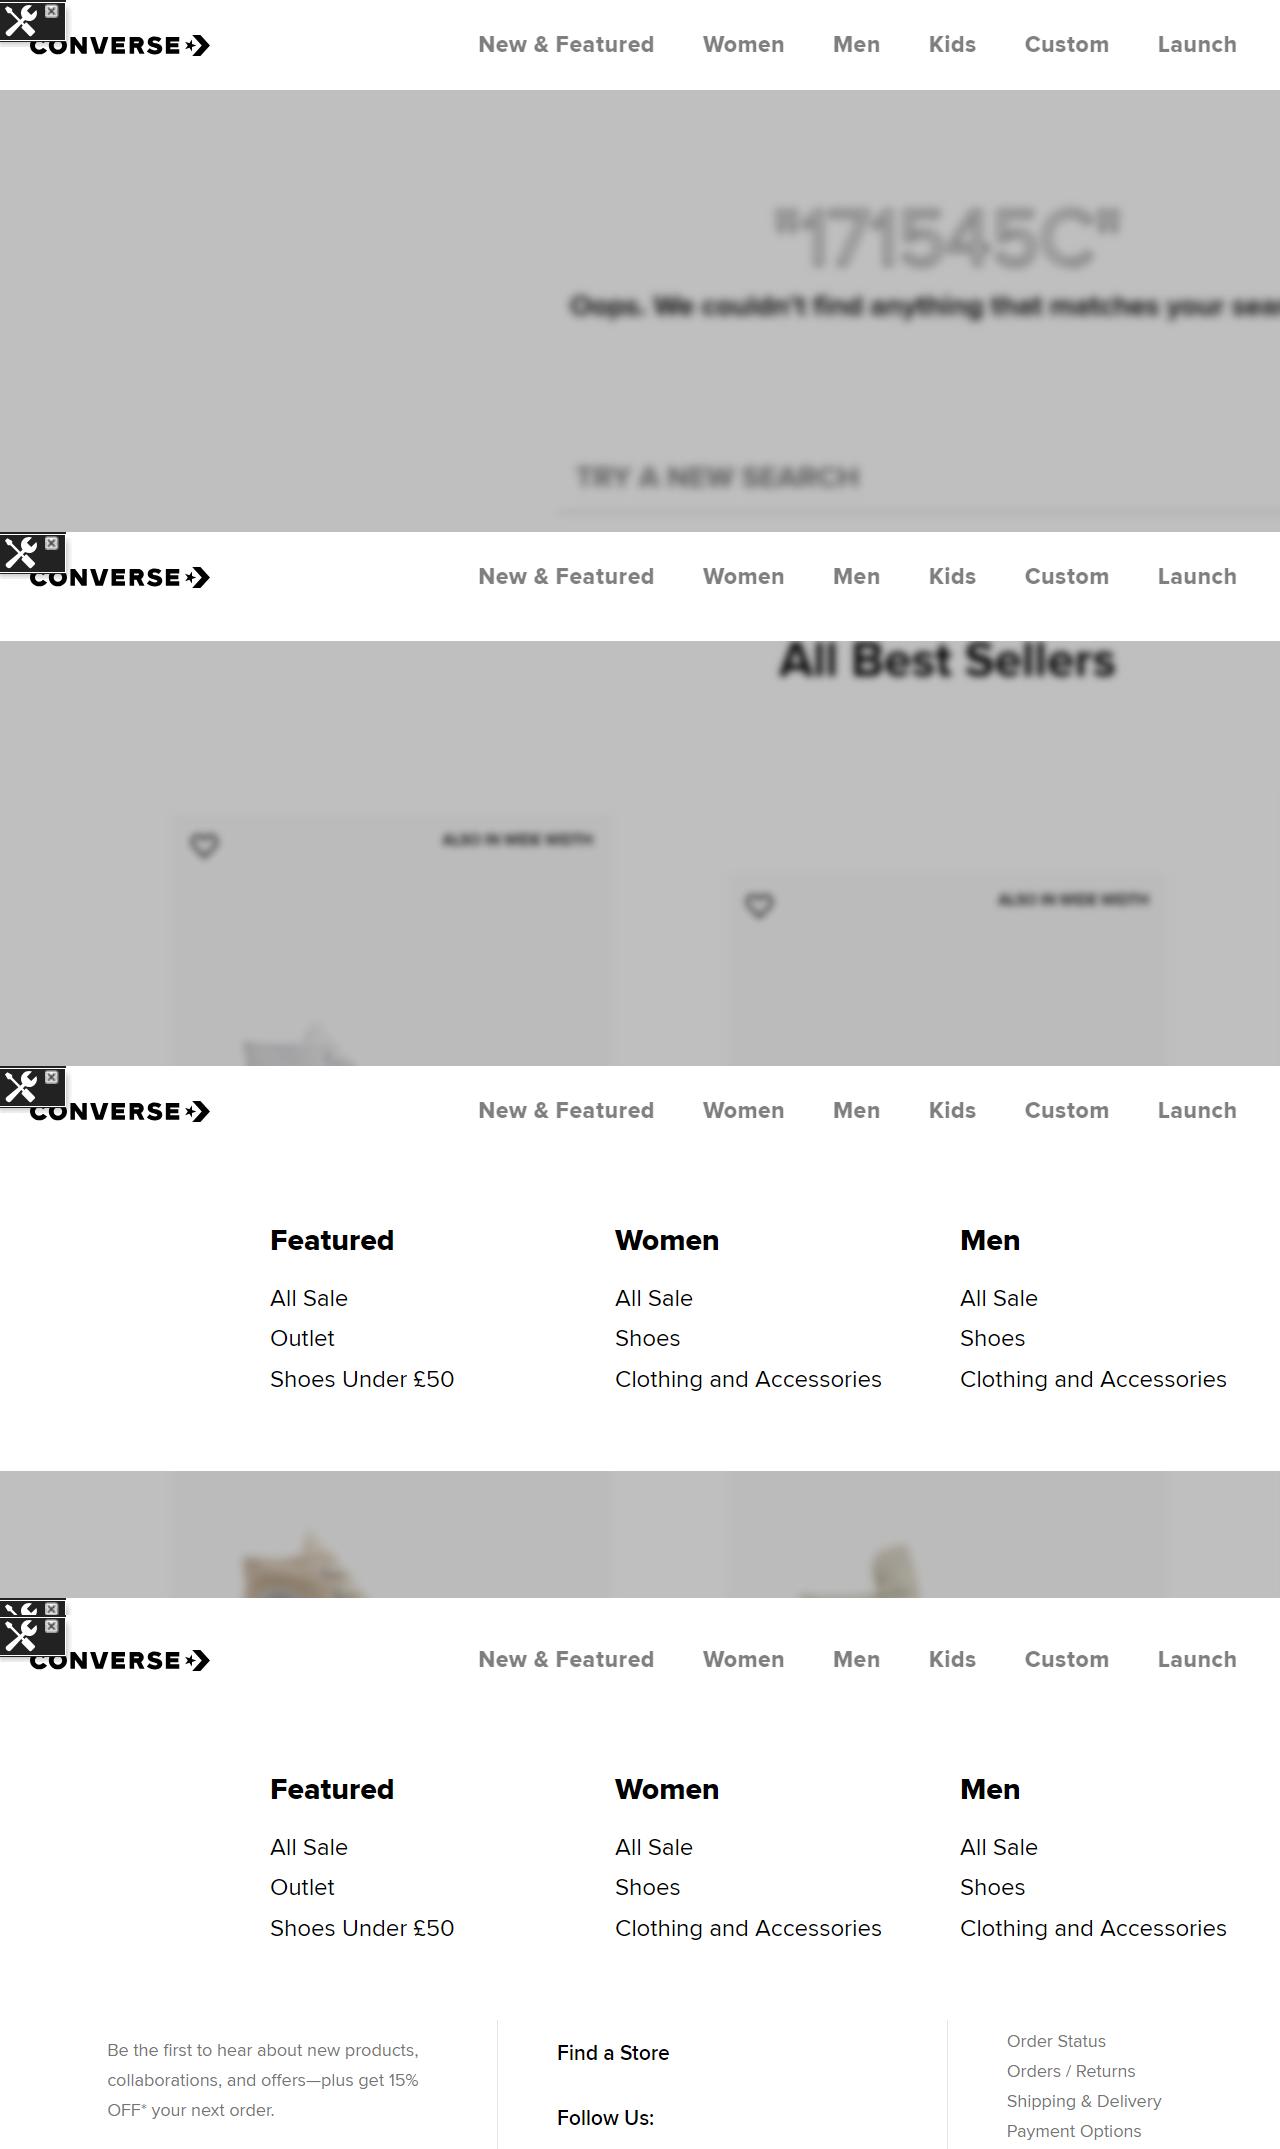 CONVERSE
New & Featured Women Men Kids Custom Launch
"171545C"
Oops. We couldn't find anything that matches your
TRY A NEW SEARCH
CONVERSE
New & Featured Women Men Kids Custom Launch
All Best Sellers
ALSO IN WIDE WIDTH
ALSO IN WIDE WIDTH
CONVERSE
New & Featured Women Men Kids Custom Launch
Featured Women Men
All Sale All Sale All Sale
Outlet Shoes Shoes
Shoes Under £50 Clothing and Accessories Clothing and Accessories
CONVERSE
New & Featured Women Men Kids Custom Launch
Featured Women Men
All Sale All Sale All Sale
Outlet Shoes Shoes
Shoes Under £50 Clothing and Accessories Clothing and Accessories
Be the first to hear about new products,
collaborations, and offers—plus get 15%
OFF* your next order.
Find a Store
Follow Us:
Order Status
Orders / Returns
Shipping & Delivery
Payment Options